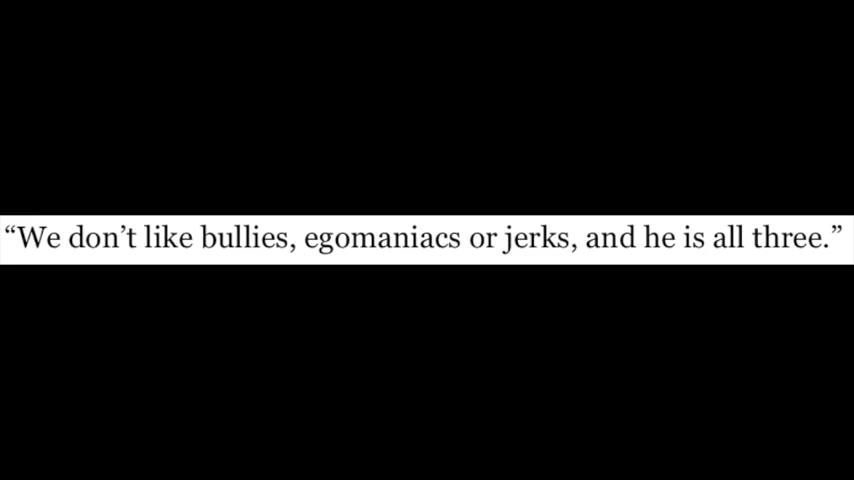 “We don’t like bullies, egomaniacs or jerks, and he is all three.”